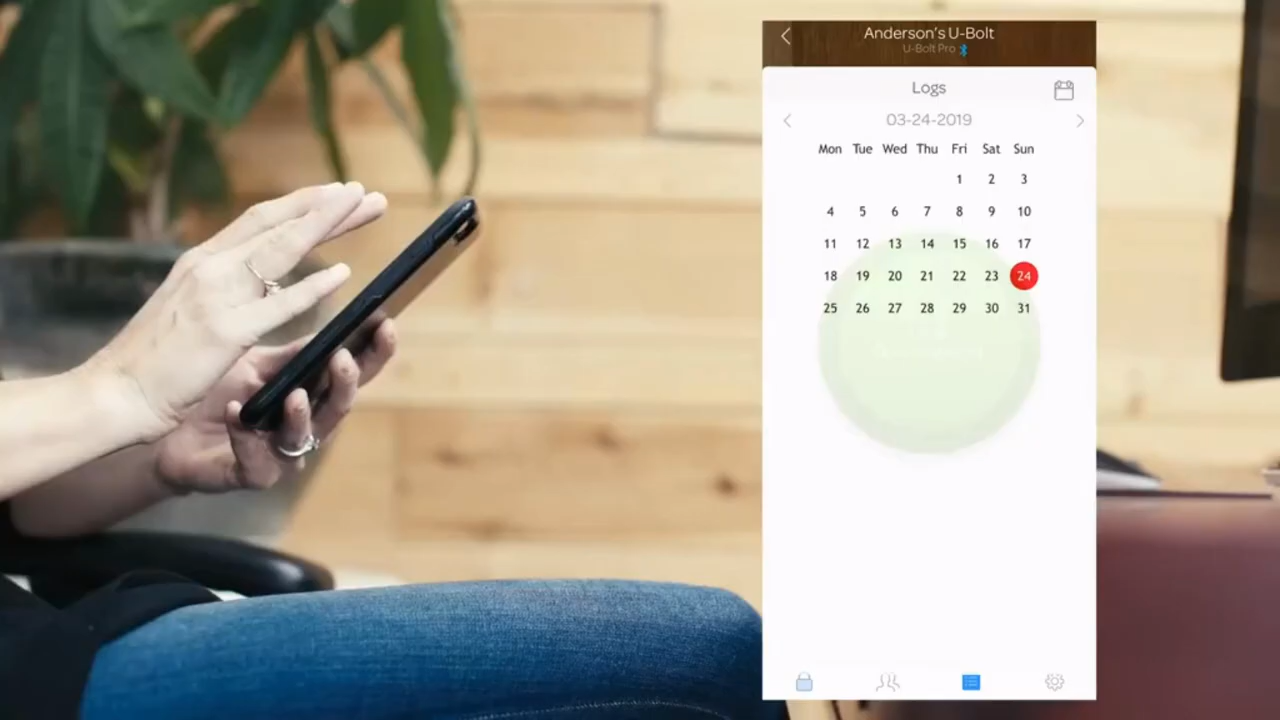 Anderson's U-Bolt
U-Bolt Pro
Logs
03-24-2019
Mon Tue Wed Thu Fri Sat Sun
1 2 3
4 5 6 7 8 9 10
11 12 13 14 15 16 17
18 19 20 21 22 23 24
25 26 27 28 29 30 31